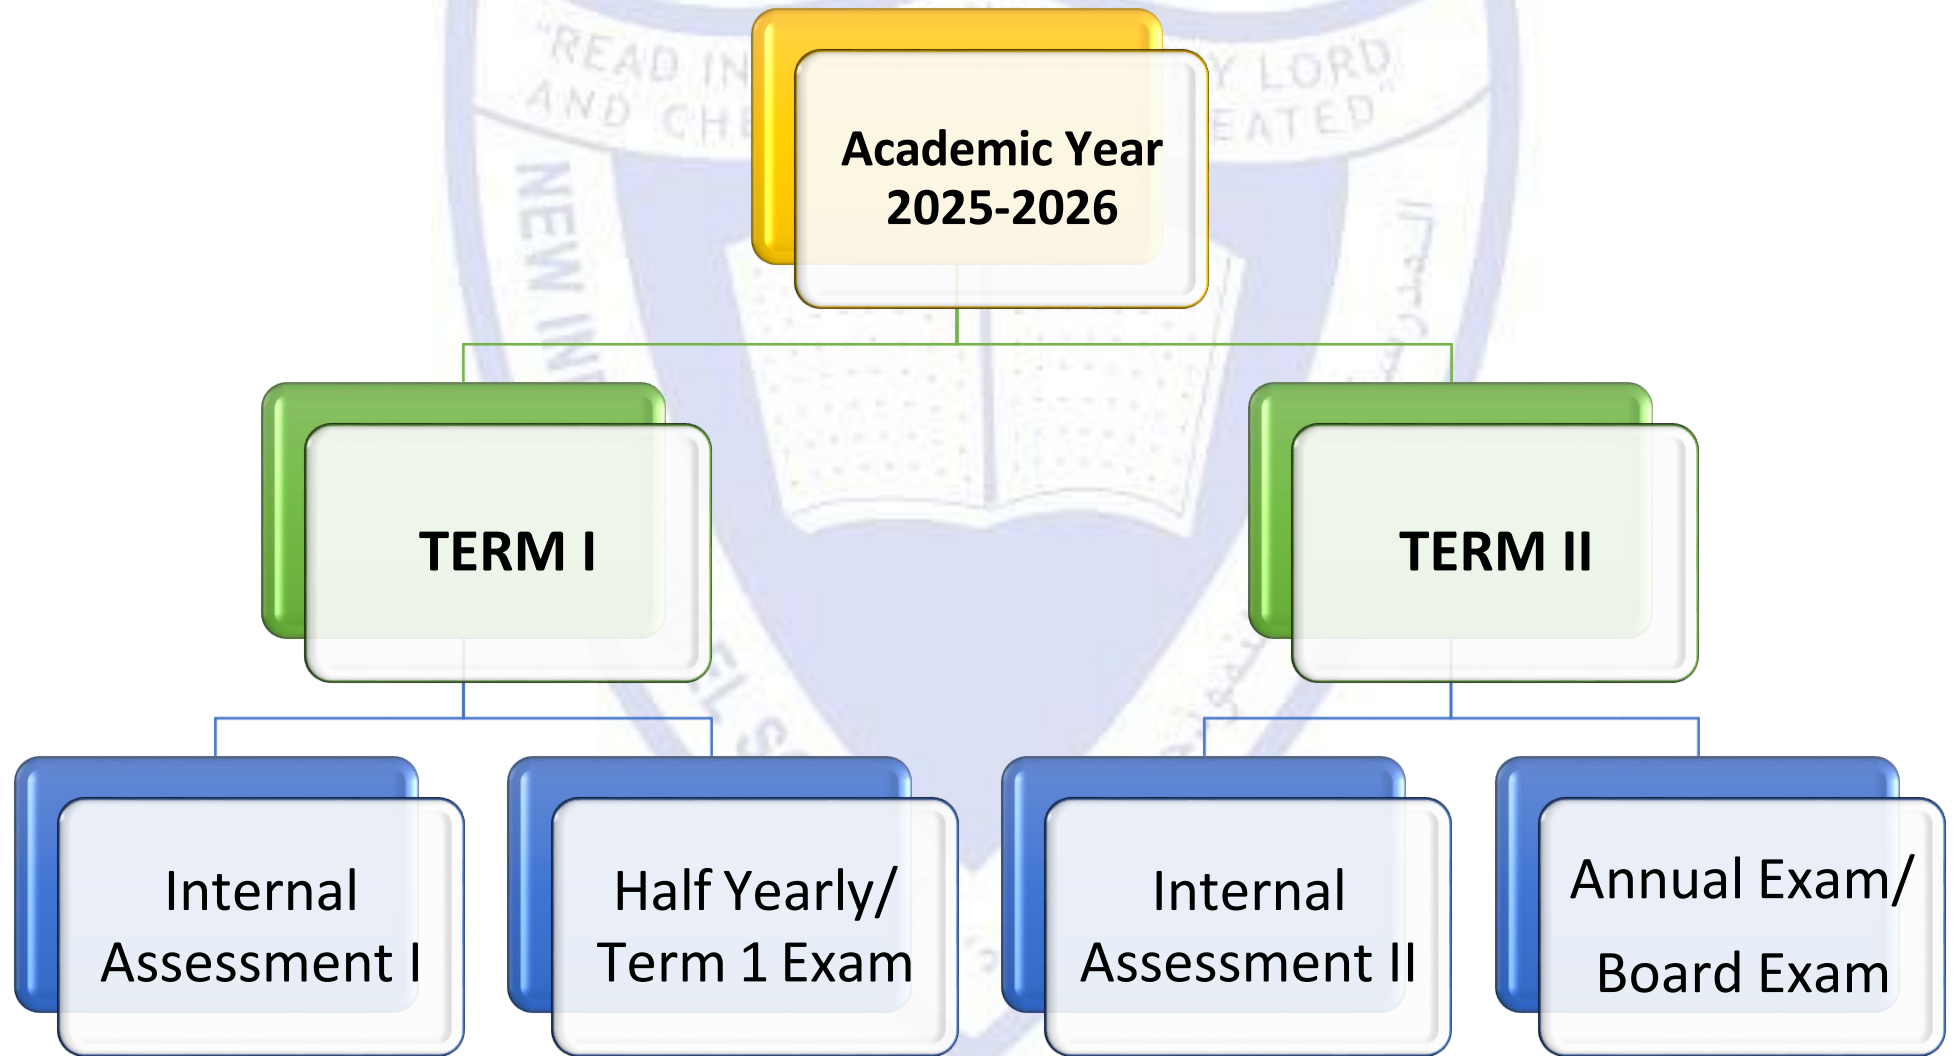 "READ IN
Y LORD
AND CHE
EATED"
NEW IN
Academic Year
2025-2026
TERM I
TERM II
Internal
Assessment I
Half Yearly/
Term 1 Exam
Internal
Assessment II
Annual Exam/
Board Exam